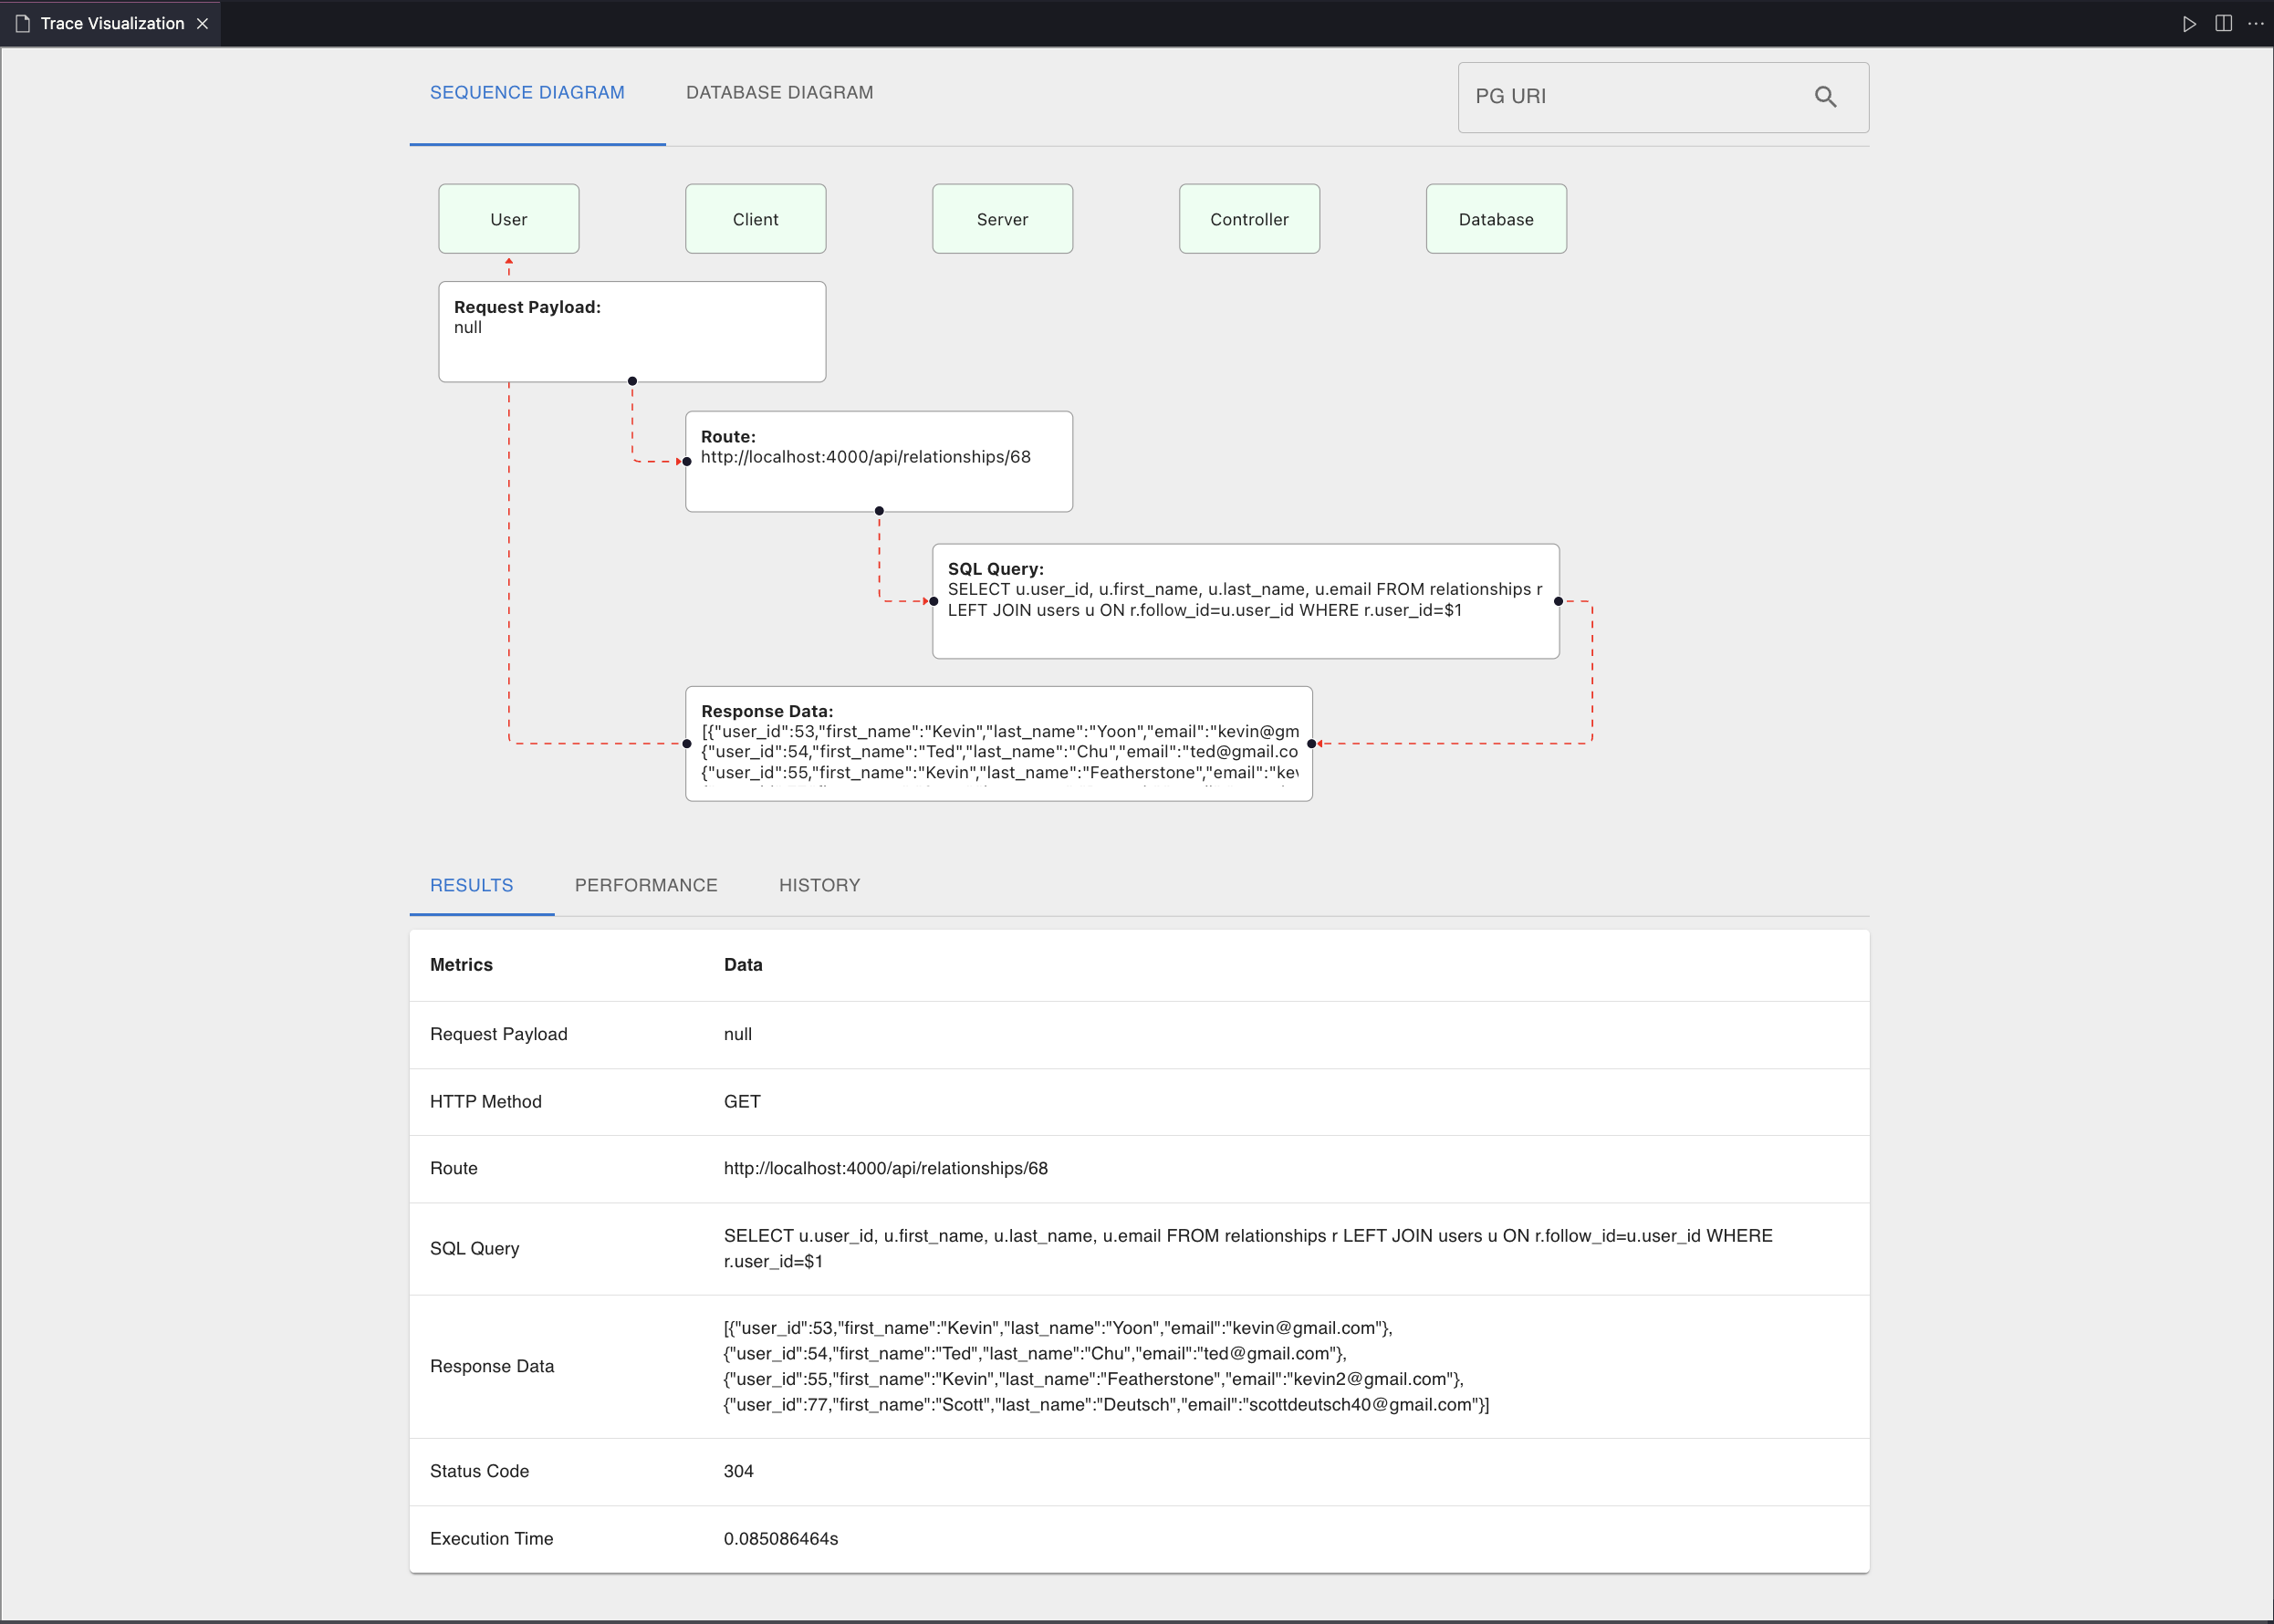 Trace Visualization
SEQUENCE DIAGRAM
DATABASE DIAGRAM
PG URI
User
Client
Server
Controller
Database
Request Payload:
null
Route:
http://localhost:4000/api/relationships/68
SQL Query:
SELECT u.user_id, u.first_name, u.last_name, u.email FROM relationships r
LEFT JOIN users u ON r.follow_id=u.user_id WHERE r.user_id=$1
Response Data:
[{"user_id":53,"first_name":"Kevin","last_name":"Yoon","email":"kevin@gm
{"user_id":54,"first_name":"Ted","last_name":"Chu","email":"ted@gmail.co
{"user_id":55,"first_name":"Kevin","last_name":"Featherstone","email":"kev
RESULTS
PERFORMANCE
HISTORY
Metrics
Data
Request Payload
null
HTTP Method
GET
Route
http://localhost:4000/api/relationships/68
SQL Query
SELECT u.user_id, u.first_name, u.last_name, u.email FROM relationships r LEFT JOIN users u ON r.follow_id=u.user_id WHERE
r.user_id=$1
Response Data
[{"user_id":53,"first_name":"Kevin","last_name":"Yoon","email":"kevin@gmail.com"},
{"user_id":54,"first_name":"Ted","last_name":"Chu","email":"ted@gmail.com"},
{"user_id":55,"first_name":"Kevin","last_name":"Featherstone","email":"kevin2@gmail.com"},
{"user_id":77,"first_name":"Scott","last_name":"Deutsch","email":"scottdeutsch40@gmail.com"}]
Status Code
304
Execution Time
0.085086464s